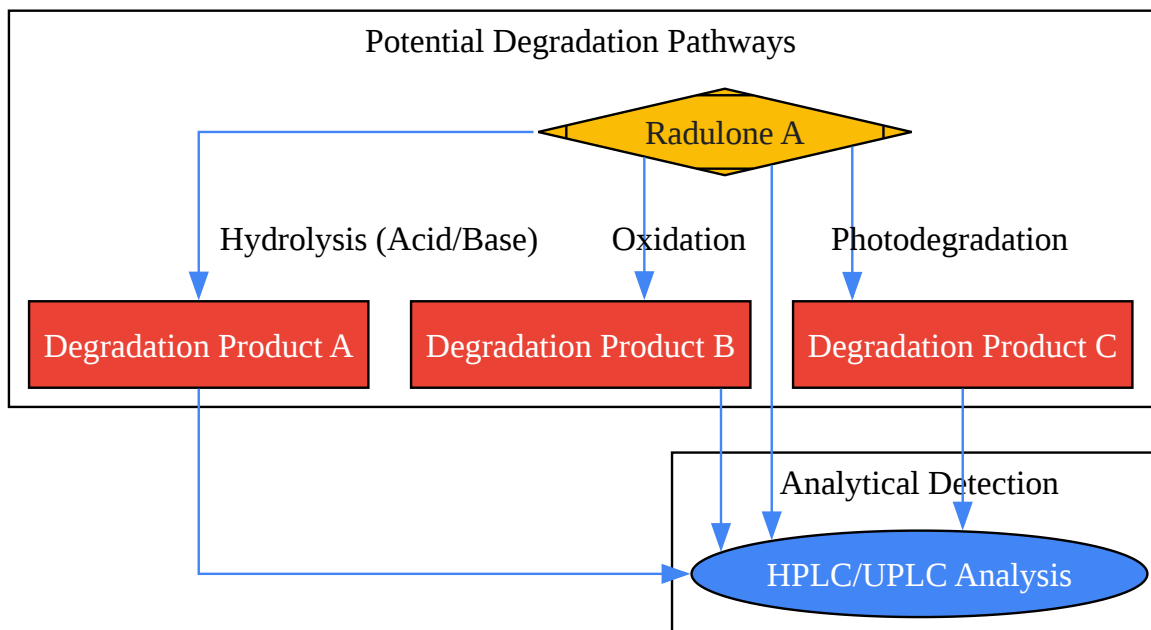 Potential Degradation Pathways
Radulone A
Hydrolysis (Acid/Base)
Oxidation
Photodegradation
Degradation Product A
Degradation Product B
Degradation Product C
Analytical Detection
HPLC/UPLC Analysis